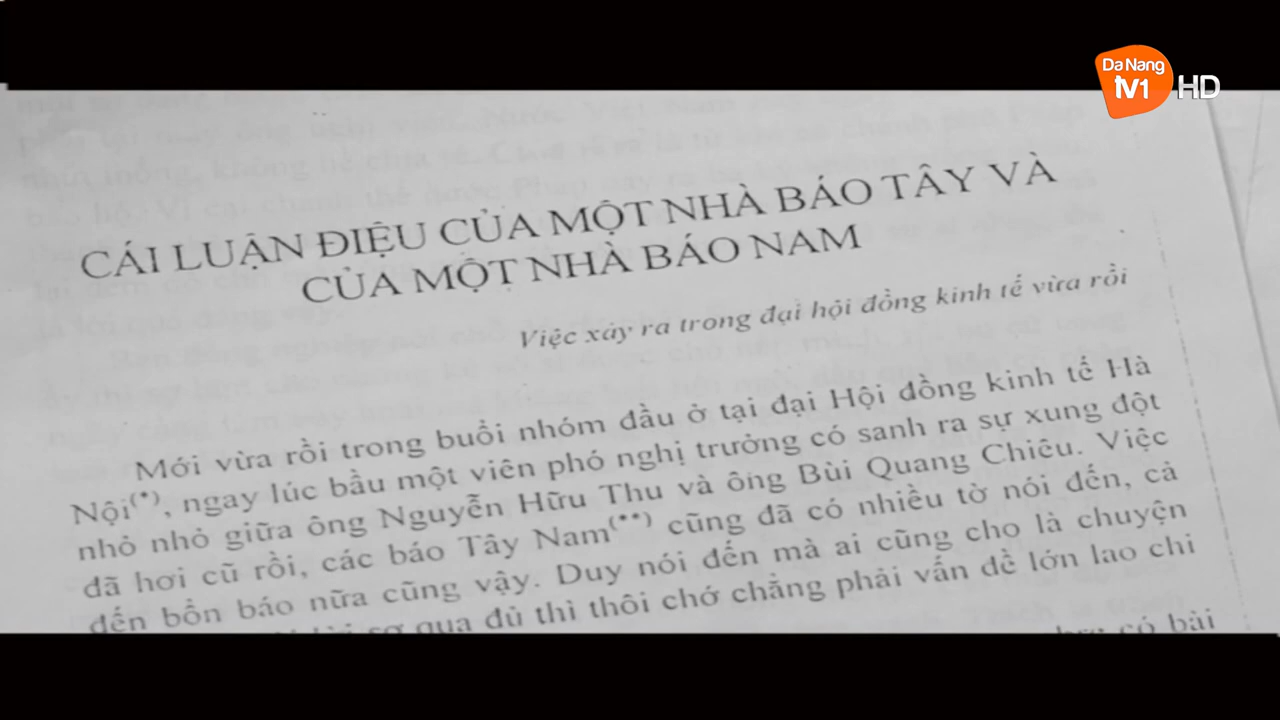 Da Nang
TV1 HD
CÁI LUẬN ĐIỆU CỦA MỘT NHÀ BÁO TÂY VÀ
CỦA MỘT NHÀ BÁO NAM
Việc xảy ra trong đại hội đồng kinh tế vừa rồi
Mới vừa rồi trong buổi nhóm đầu ở tại đại Hội đồng kinh tế Hà
Nội(*), ngay lúc bầu một viên phó nghị trưởng có sanh ra sự xung đột
nhỏ nhỏ giữa ông Nguyễn Hữu Thu và ông Bùi Quang Chiêu. Việc
đã hơi cũ rồi, các báo Tây Nam(**) cũng đã có nhiều tờ nói đến, cả
đến bổn báo nữa cũng vậy. Duy nói đến mà ai cũng cho là chuyện
sơ qua đủ thì thôi chớ chẳng phải vấn đề lớn lao chi
có bài